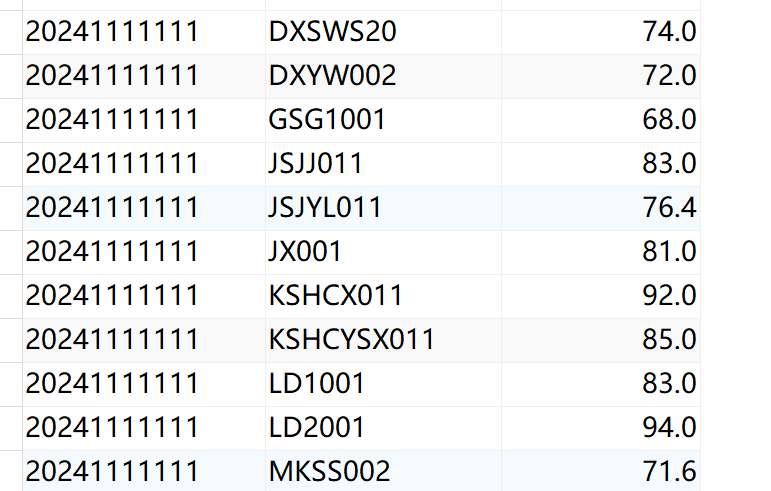 20241111111 DXSWS20 74.0
20241111111 DXYW002 72.0
20241111111 GSG1001 68.0
20241111111 JSJJ011 83.0
20241111111 JSJYL011 76.4
20241111111 JX001 81.0
20241111111 KSHCX011 92.0
20241111111 KSHCYSX011 85.0
20241111111 LD1001 83.0
20241111111 LD2001 94.0
20241111111 MKSS002 71.6